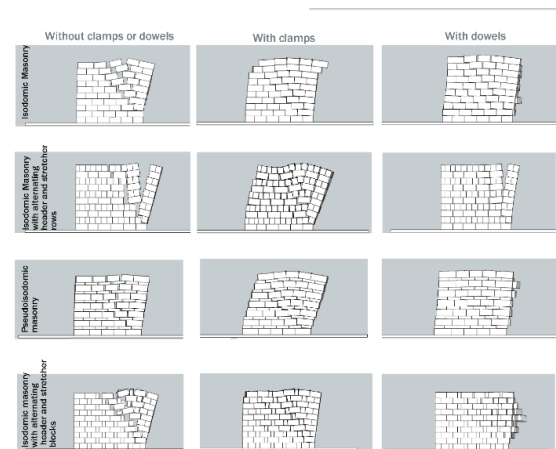 Without clamps or dowels
With clamps
With dowels
Isodomic Masonry
Isodomic Masonry
with alternating
header and stretcher
rows
Pseudoisodomic
masonry
Isodomic masonry
with alternating
header and stretcher
blocks